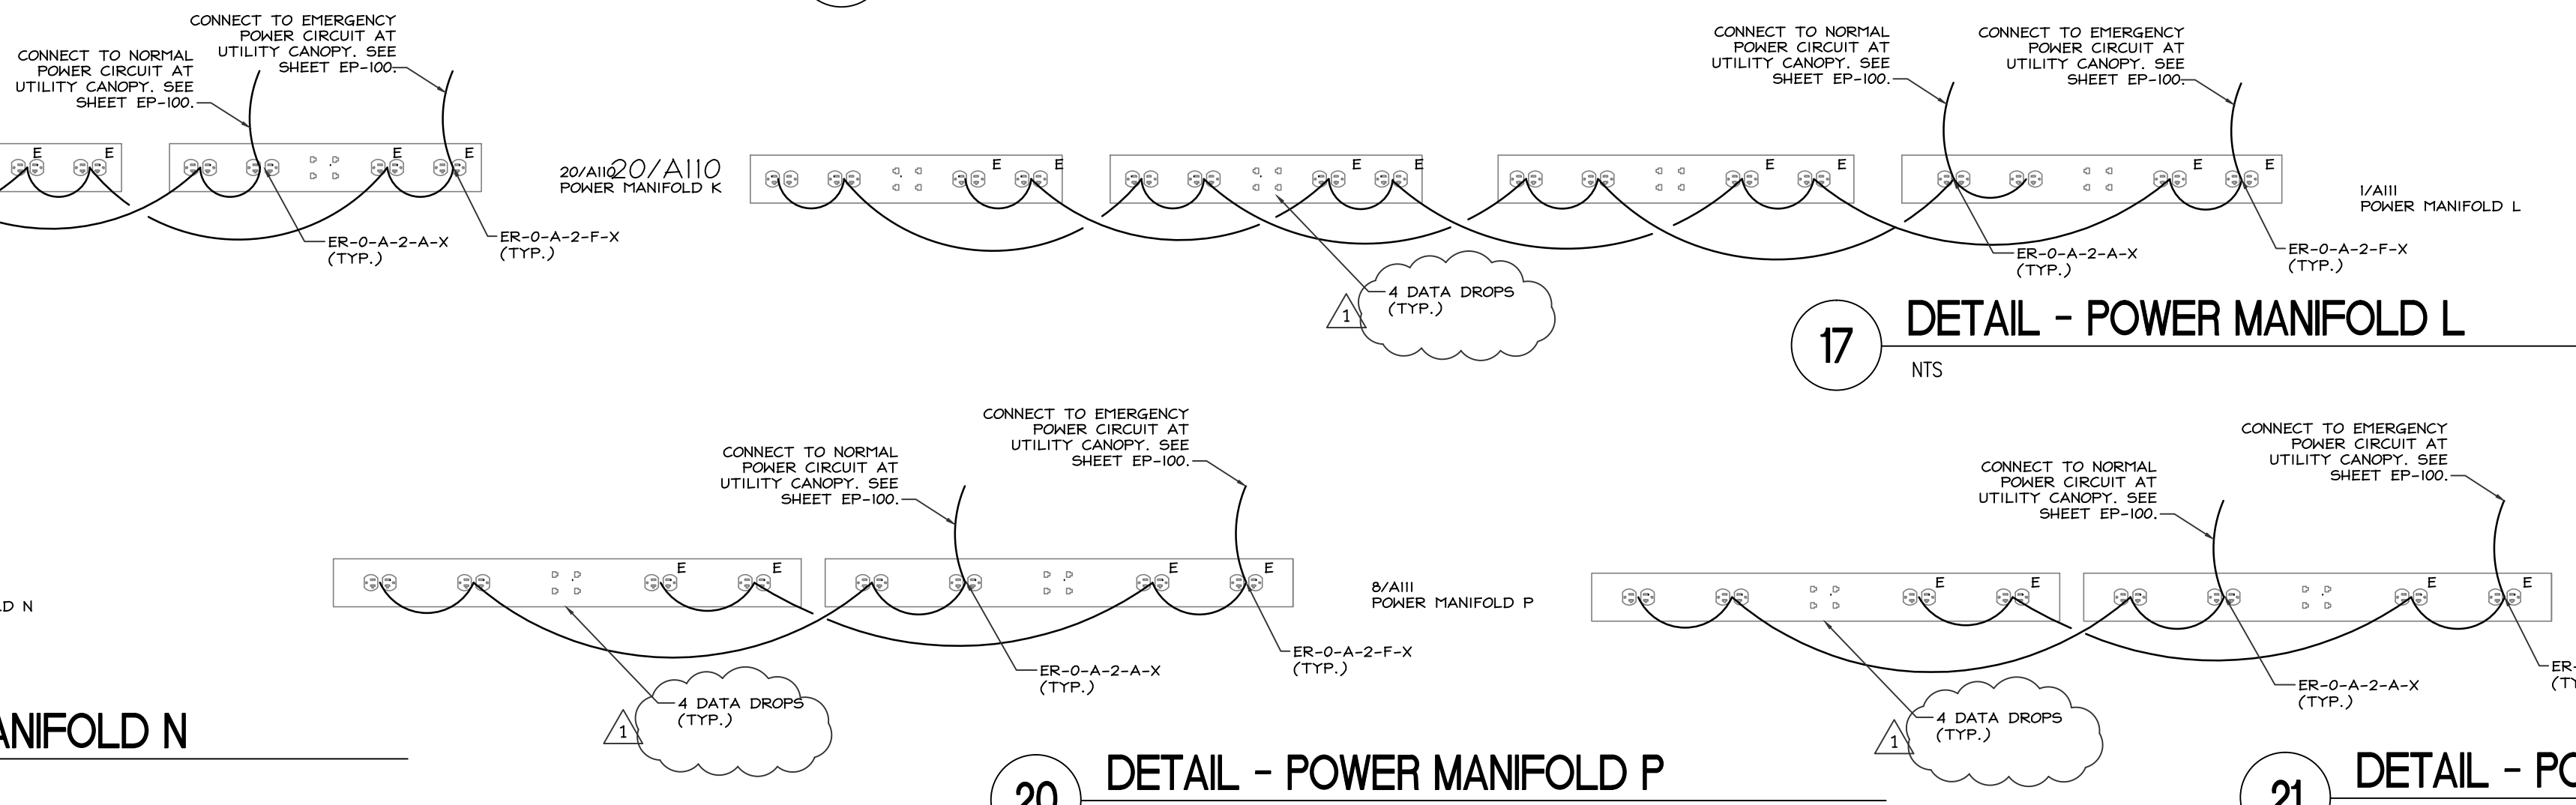 CONNECT TO EMERGENCY
POWER CIRCUIT AT
UTILITY CANOPY. SEE
SHEET EP-100.
CONNECT TO NORMAL
POWER CIRCUIT AT
UTILITY CANOPY. SEE
SHEET EP-100.
E
E
E
E
ER-0-A-2-A-X
(TYP.)
ER-0-A-2-F-X
(TYP.)
20/A110
20/A110
POWER MANIFOLD K
E
E
E
E
E
E
E
E
CONNECT TO NORMAL
POWER CIRCUIT AT
UTILITY CANOPY. SEE
SHEET EP-100.
CONNECT TO EMERGENCY
POWER CIRCUIT AT
UTILITY CANOPY. SEE
SHEET EP-100.
1/A111
POWER MANIFOLD L
ER-0-A-2-A-X
(TYP.)
ER-0-A-2-F-X
(TYP.)
4 DATA DROPS
(TYP.)
1
17
DETAIL - POWER MANIFOLD L
NTS
CONNECT TO NORMAL
POWER CIRCUIT AT
UTILITY CANOPY. SEE
SHEET EP-100.
CONNECT TO EMERGENCY
POWER CIRCUIT AT
UTILITY CANOPY. SEE
SHEET EP-100.
E
E
E
E
8/A111
POWER MANIFOLD P
ER-0-A-2-A-X
(TYP.)
ER-0-A-2-F-X
(TYP.)
4 DATA DROPS
(TYP.)
1
20
DETAIL - POWER MANIFOLD P
CONNECT TO NORMAL
POWER CIRCUIT AT
UTILITY CANOPY. SEE
SHEET EP-100.
CONNECT TO EMERGENCY
POWER CIRCUIT AT
UTILITY CANOPY. SEE
SHEET EP-100.
E
E
E
E
ER-0-A-2-A-X
(TYP.)
4 DATA DROPS
(TYP.)
1
21
DETAIL -
N
MANIFOLD N